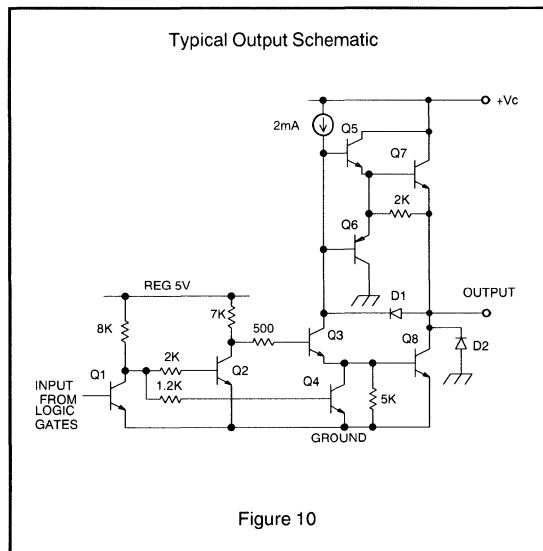 Typical Output Schematic
+Vc
2mA
Q5
Q7
2K
Q6
REG 5V
D1
OUTPUT
8K
7K
500
Q3
Q8
D2
Q1
2K
Q2
Q4
1.2K
5K
INPUT
FROM
LOGIC
GATES
GROUND
Figure 10